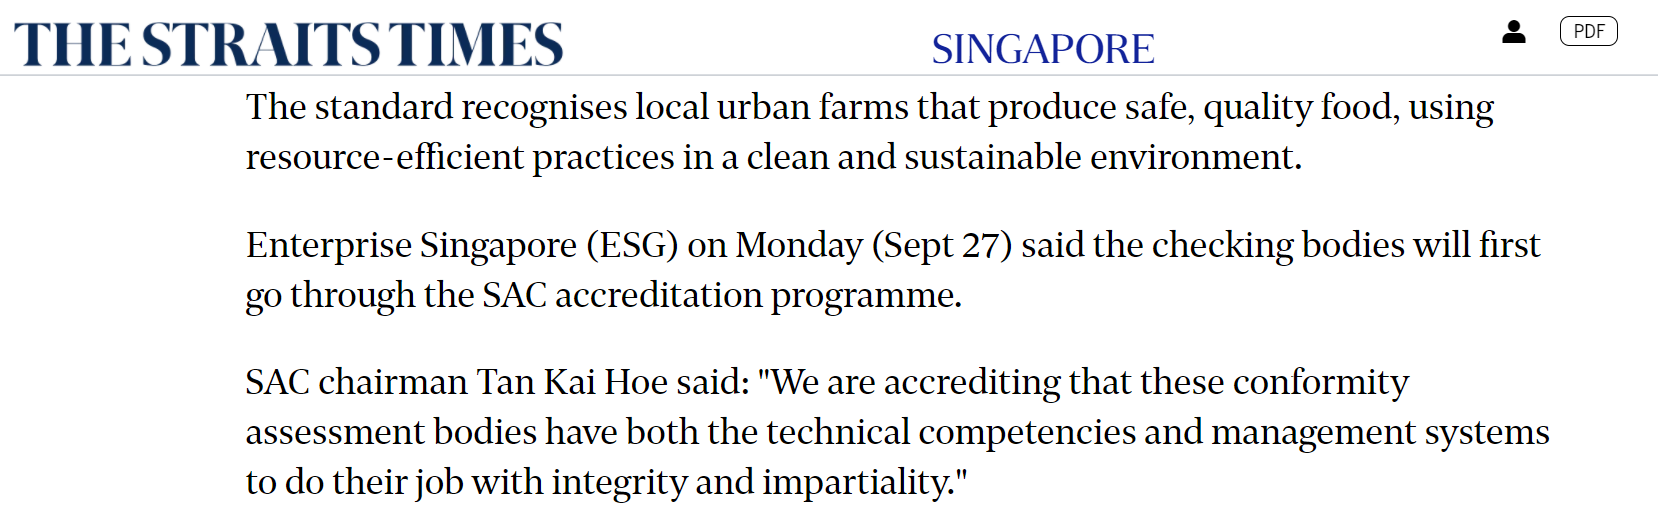 THE STRAITS TIMES
SINGAPORE
PDF
The standard recognises local urban farms that produce safe, quality food, using
resource-efficient practices in a clean and sustainable environment.
Enterprise Singapore (ESG) on Monday (Sept 27) said the checking bodies will first
go through the SAC accreditation programme.
SAC chairman Tan Kai Hoe said: "We are accrediting that these conformity
assessment bodies have both the technical competencies and management systems
to do their job with integrity and impartiality."